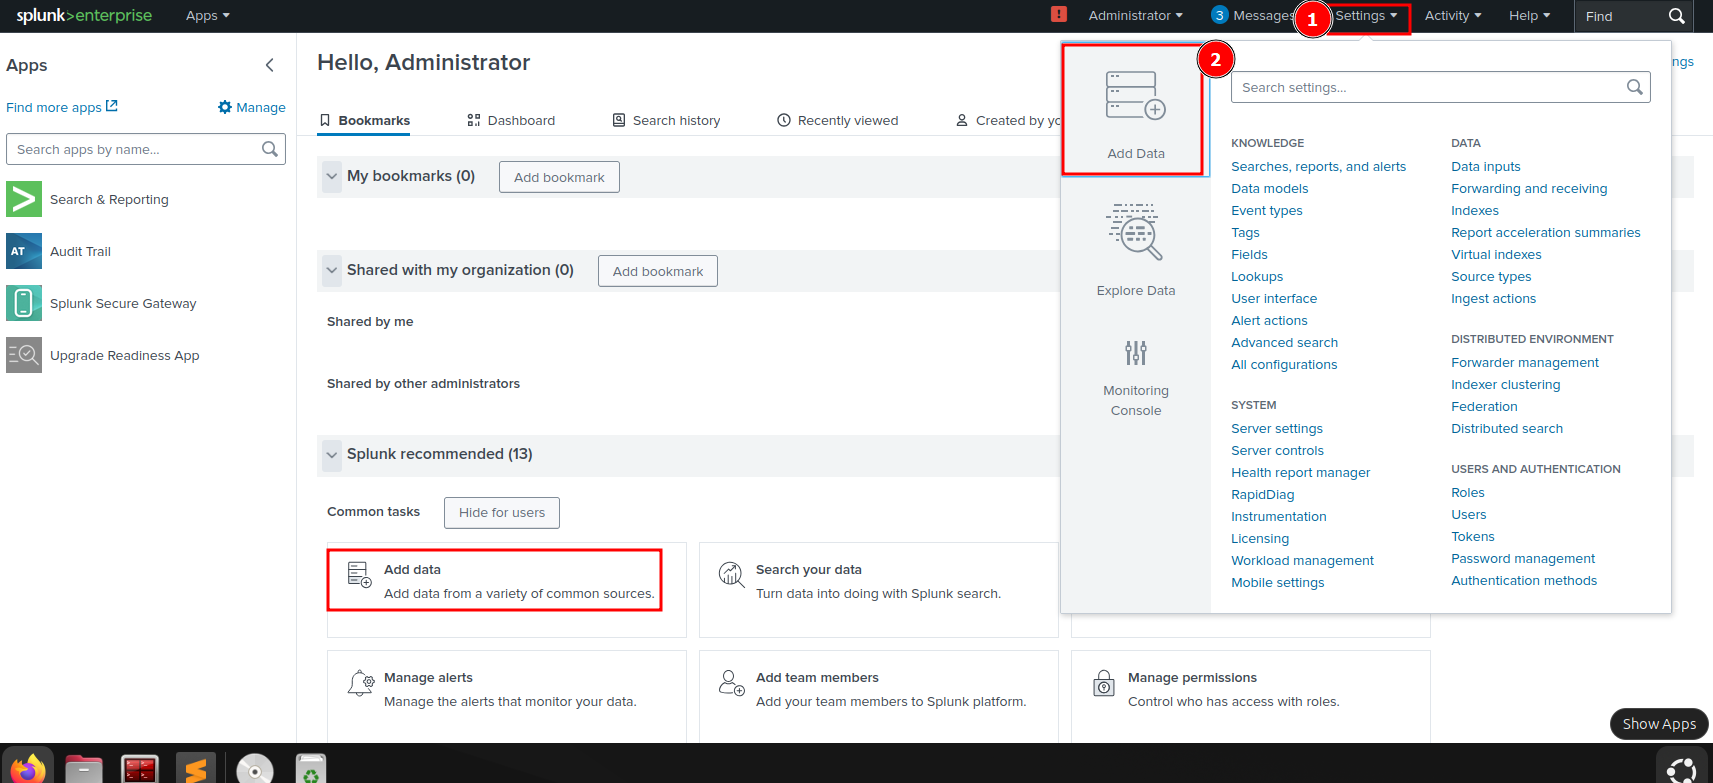 splunk>enterprise
Apps
Administrator
3
Messages
1
Settings
Activity
Help
Find
Apps
Find more apps
Manage
Search apps by name...
Search & Reporting
AT
Audit Trail
Splunk Secure Gateway
Upgrade Readiness App
Hello, Administrator
Bookmarks
Dashboard
Search history
Recently viewed
Created by yo
My bookmarks (0)
Add bookmark
Shared with my organization (0)
Add bookmark
Shared by me
Shared by other administrators
Splunk recommended (13)
Common tasks
Hide for users
Add data
Add data from a variety of common sources.
Search your data
Turn data into doing with Splunk search.
Manage alerts
Manage the alerts that monitor your data.
Add team members
Add your team members to Splunk platform.
Manage permissions
Control who has access with roles.
2
Add Data
Explore Data
Monitoring
Console
Search settings...
ngs
KNOWLEDGE
Searches, reports, and alerts
Data models
Event types
Tags
Fields
Lookups
User interface
Alert actions
Advanced search
All configurations
SYSTEM
Server settings
Server controls
Health report manager
RapidDiag
Instrumentation
Licensing
Workload management
Mobile settings
DATA
Data inputs
Forwarding and receiving
Indexes
Report acceleration summaries
Virtual indexes
Source types
Ingest actions
DISTRIBUTED ENVIRONMENT
Forwarder management
Indexer clustering
Federation
Distributed search
USERS AND AUTHENTICATION
Roles
Users
Tokens
Password management
Authentication methods
Show Apps